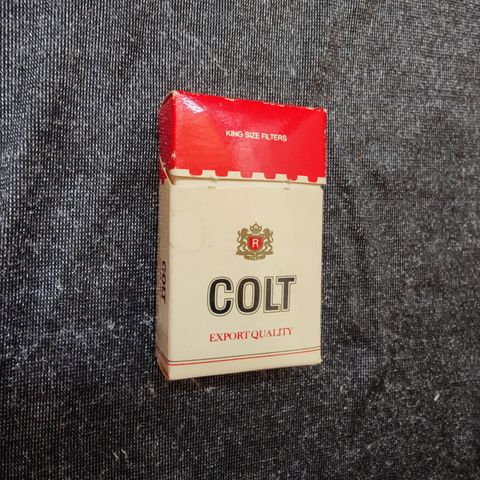 KING SIZE FILTERS
R
COLT
EXPORT QUALITY
COLT